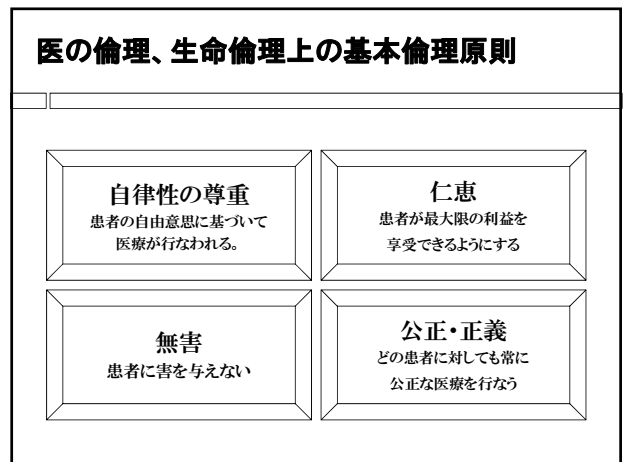 医の倫理、生命倫理上の基本倫理原則
自律性の尊重
患者の自由意思に基づいて
医療が行なわれる。
仁恵
患者が最大限の利益を
享受できるようにする
無害
患者に害を与えない
公正・正義
どの患者に対しても常に
公正な医療を行なう